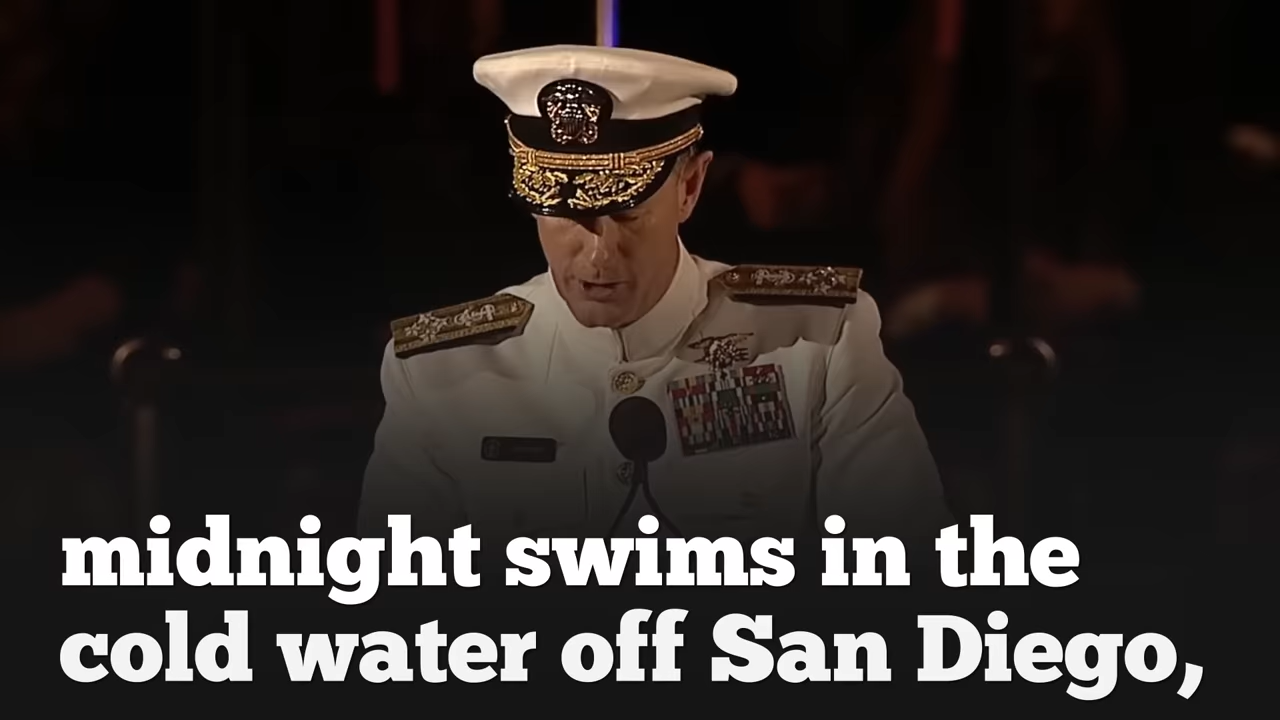 midnight swims in the
cold water off San Diego,